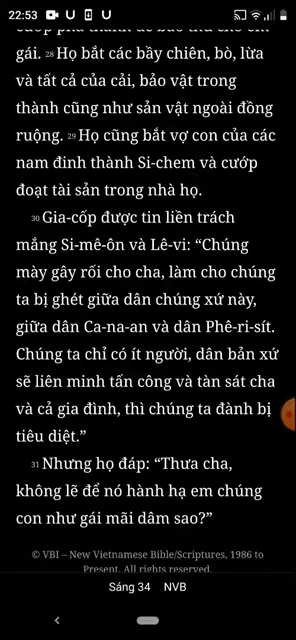 22:53
gái. 28 Họ bắt các bầy chiên, bò, lừa
và tất cả của cải, bảo vật trong
thành cũng như sản vật ngoài đồng
ruộng. 29 Họ cũng bắt vợ con của các
nam đinh thành Si-chem và cướp
đoạt tài sản trong nhà họ.
30 Gia-cốp được tin liền trách
mắng Si-mê-ôn và Lê-vi: “Chúng
mày gây rối cho cha, làm cho chúng
ta bị ghét giữa dân chúng xứ này,
giữa dân Ca-na-an và dân Phê-ri-sít.
Chúng ta chỉ có ít người, dân bản xứ
sẽ liên minh tấn công và tàn sát cha
và cả gia đình, thì chúng ta đành bị
tiêu diệt.”
31 Nhưng họ đáp: “Thưa cha,
không lẽ để nó hành hạ em chúng
con như gái mãi dâm sao?”
© VBI – New Vietnamese Bible/Scriptures, 1986 to
Present. All rights reserved.
Sáng 34 NVB